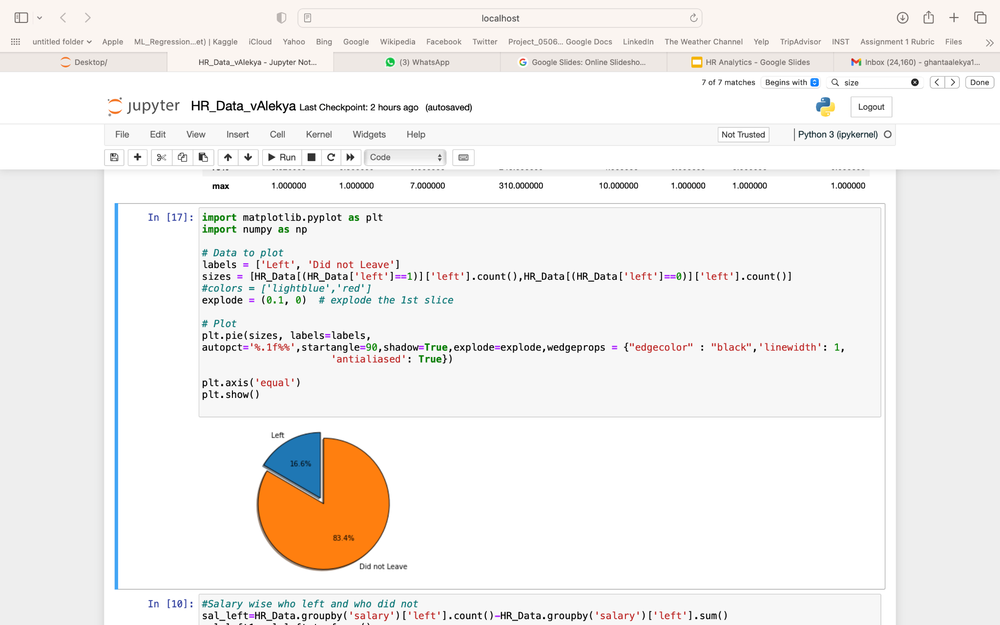 localhost
untitled folder Apple ML_Regression...et) | Kaggle iCloud Yahoo Bing Google Wikipedia Facebook Twitter Project_0506... Google Docs LinkedIn The Weather Channel Yelp TripAdvisor INST Assignment 1 Rubric Files
Desktop/ HR_Data_vAlekya - Jupyter Not... (3) WhatsApp Google Slides: Online Slidesho... HR Analytics - Google Slides Inbox (24,160) - ghantaalekya1...
7 of 7 matches Begins with size Done
jupyter HR_Data_vAlekya Last Checkpoint: 2 hours ago (autosaved) Logout
File Edit View Insert Cell Kernel Widgets Help Not Trusted Python 3 (ipykernel)
Run Code
max 1.000000 1.000000 7.000000 310.000000 10.000000 1.000000 1.000000 1.000000
In [17]: import matplotlib.pyplot as plt
import numpy as np
# Data to plot
labels = ['Left', 'Did not Leave']
sizes = [HR_Data[(HR_Data['left']==1)]['left'].count(),HR_Data[(HR_Data['left']==0)]['left'].count()]
#colors = ['lightblue','red']
explode = (0.1, 0)  # explode the 1st slice
# Plot
plt.pie(sizes, labels=labels,
autopct='%.1f%%',startangle=90,shadow=True,explode=explode,wedgeprops = {"edgecolor" : "black",'linewidth': 1,
'antialiased': True})
plt.axis('equal')
plt.show()
Left
16.6%
83.4%
Did not Leave
In [10]: #Salary wise who left and who did not
sal_left=HR_Data.groupby('salary')['left'].count()-HR_Data.groupby('salary')['left'].sum()